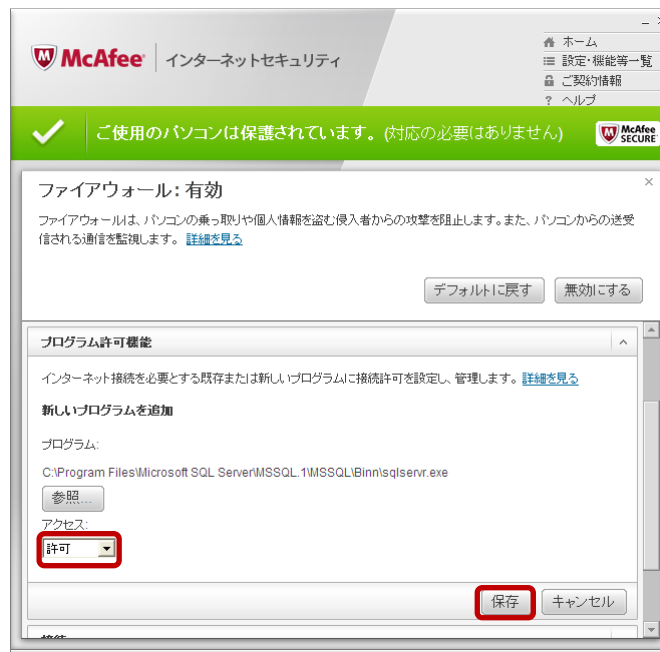 McAfee インターネットセキュリティ
ホーム
設定・機能等一覧
ご契約情報
? ヘルプ
ご使用のパソコンは保護されています。(対応の必要はありません)
McAfee SECURE
ファイアウォール: 有効
ファイアウォールは、パソコンの乗っ取りや個人情報を盗む侵入者からの攻撃を阻止します。また、パソコンからの送受
信される通信を監視します。 詳細を見る
デフォルトに戻す 無効にする
プログラム許可機能
インターネット接続を必要とする既存または新しいプログラムに接続許可を設定し、管理します。 詳細を見る
新しいプログラムを追加
プログラム:
C:\Program Files\Microsoft SQL Server\MSSQL.1\MSSQL\Binn\sqlservr.exe
参照...
アクセス:
許可
保存 キャンセル